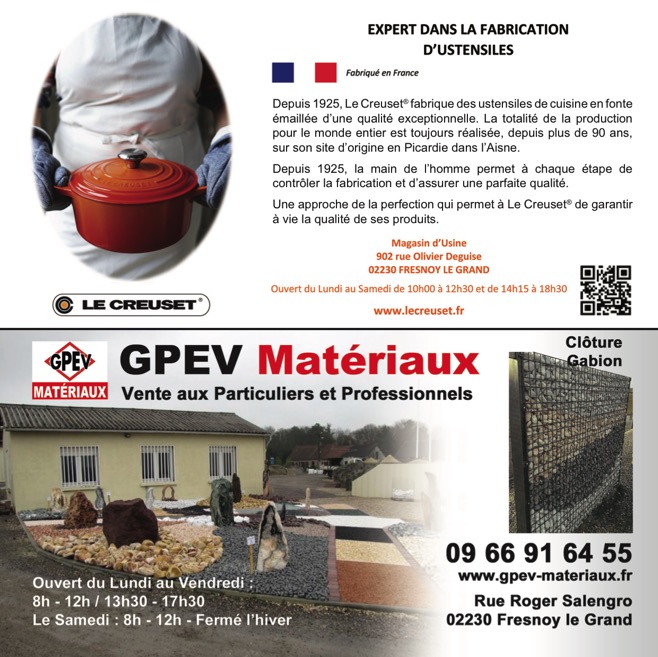 EXPERT DANS LA FABRICATION
D'USTENSILES
Fabriqué en France
Depuis 1925, Le Creuset® fabrique des ustensiles de cuisine en fonte
émaillée d'une qualité exceptionnelle. La totalité de la production
pour le monde entier est toujours réalisée, depuis plus de 90 ans,
sur son site d'origine en Picardie dans l'Aisne.
Depuis 1925, la main de l'homme permet à chaque étape de
contrôler la fabrication et d'assurer une parfaite qualité.
Une approche de la perfection qui permet à Le Creuset® de garantir
à vie la qualité de ses produits.
Magasin d'Usine
902 rue Olivier Deguise
02230 FRESNOY LE GRAND
Ouvert du Lundi au Samedi de 10h00 à 12h30 et de 14h15 à 18h30
www.lecreuset.fr
LE CREUSET®
GPEV
MATÉRIAUX
GPEV Matériaux
Vente aux Particuliers et Professionnels
Clôture
Gabion
Ouvert du Lundi au Vendredi :
8h - 12h / 13h30 - 17h30
Le Samedi : 8h - 12h - Fermé l'hiver
09 66 91 64 55
www.gpev-materiaux.fr
Rue Roger Salengro
02230 Fresnoy le Grand